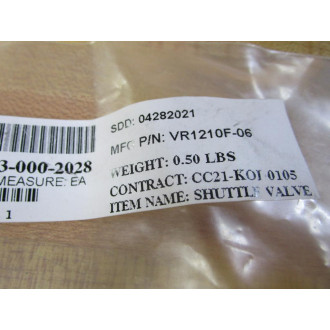 SDD: 04282021
MFG P/N: VR1210F-06
3-000-2028
WEIGHT: 0.50 LBS
MEASURE: EA
CONTRACT: CC21-KOI 0105
1
ITEM NAME: SHUTTLE VALVE,